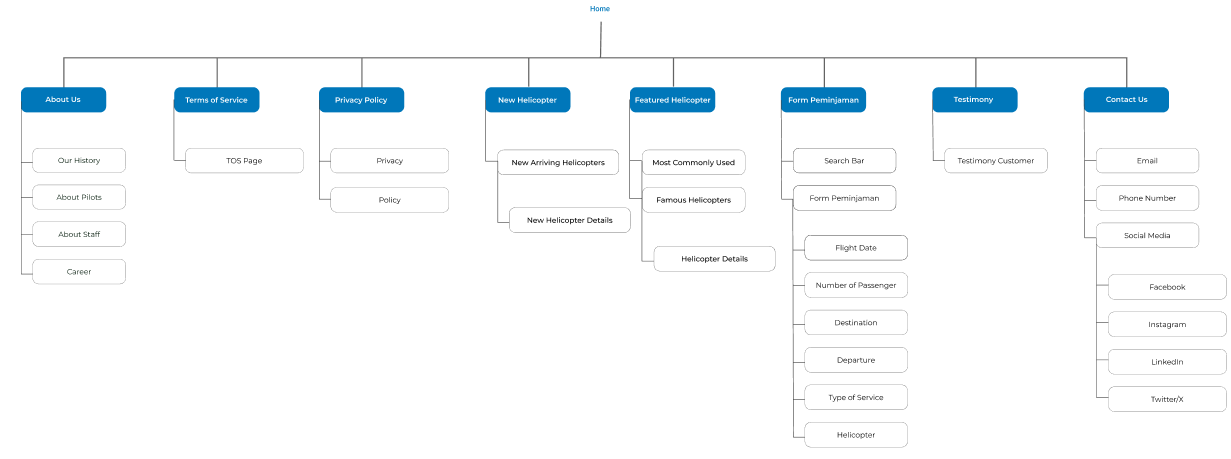 Home
About Us
Terms of Service
Privacy Policy
New Helicopter
Featured Helicopter
Form Peminjaman
Testimony
Contact Us
Our History
About Pilots
About Staff
Career
TOS Page
Privacy
Policy
New Arriving Helicopters
New Helicopter Details
Most Commonly Used
Famous Helicopters
Helicopter Details
Search Bar
Form Peminjaman
Flight Date
Number of Passenger
Destination
Departure
Type of Service
Helicopter
Testimony Customer
Email
Phone Number
Social Media
Facebook
Instagram
LinkedIn
Twitter/X